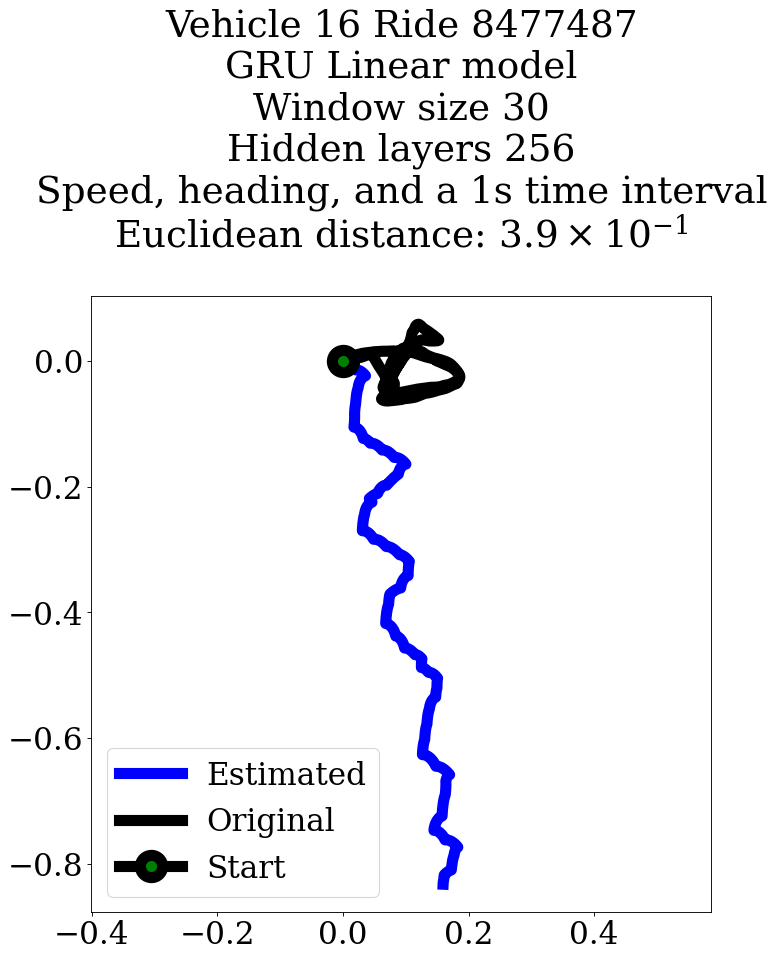 Vehicle 16 Ride 8477487
GRU Linear model
Window size 30
Hidden layers 256
Speed, heading, and a 1s time interval
Euclidean distance: 3.9 × 10⁻¹
0.0
−0.2
−0.4
−0.6
−0.8
Estimated
Original
Start
−0.4 −0.2 0.0 0.2 0.4